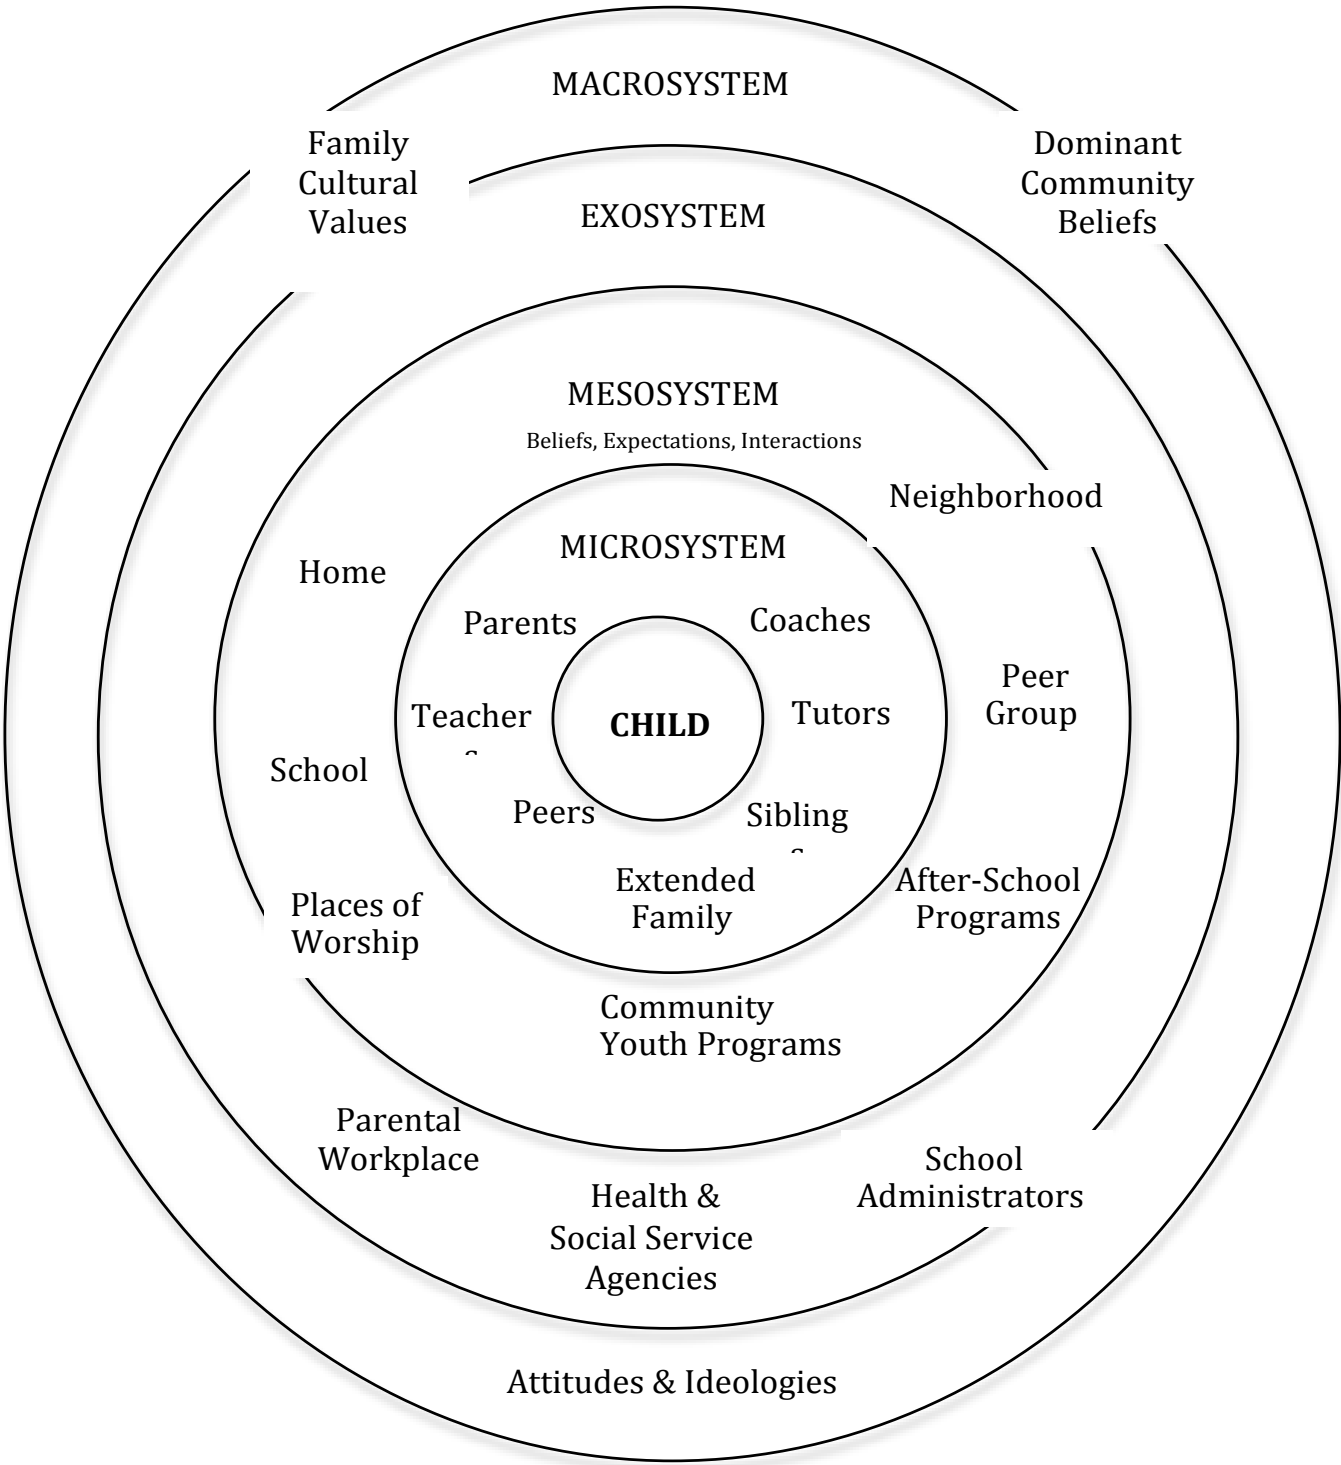 MACROSYSTEM
Family
Cultural
Values
Dominant
Community
Beliefs
EXOSYSTEM
MESOSYSTEM
Beliefs, Expectations, Interactions
Neighborhood
MICROSYSTEM
Home
Parents
Coaches
Peer
Group
Teacher
s
CHILD
Tutors
School
Peers
Sibling
s
Extended
Family
After-School
Programs
Places of
Worship
Community
Youth Programs
Parental
Workplace
School
Administrators
Health &
Social Service
Agencies
Attitudes & Ideologies